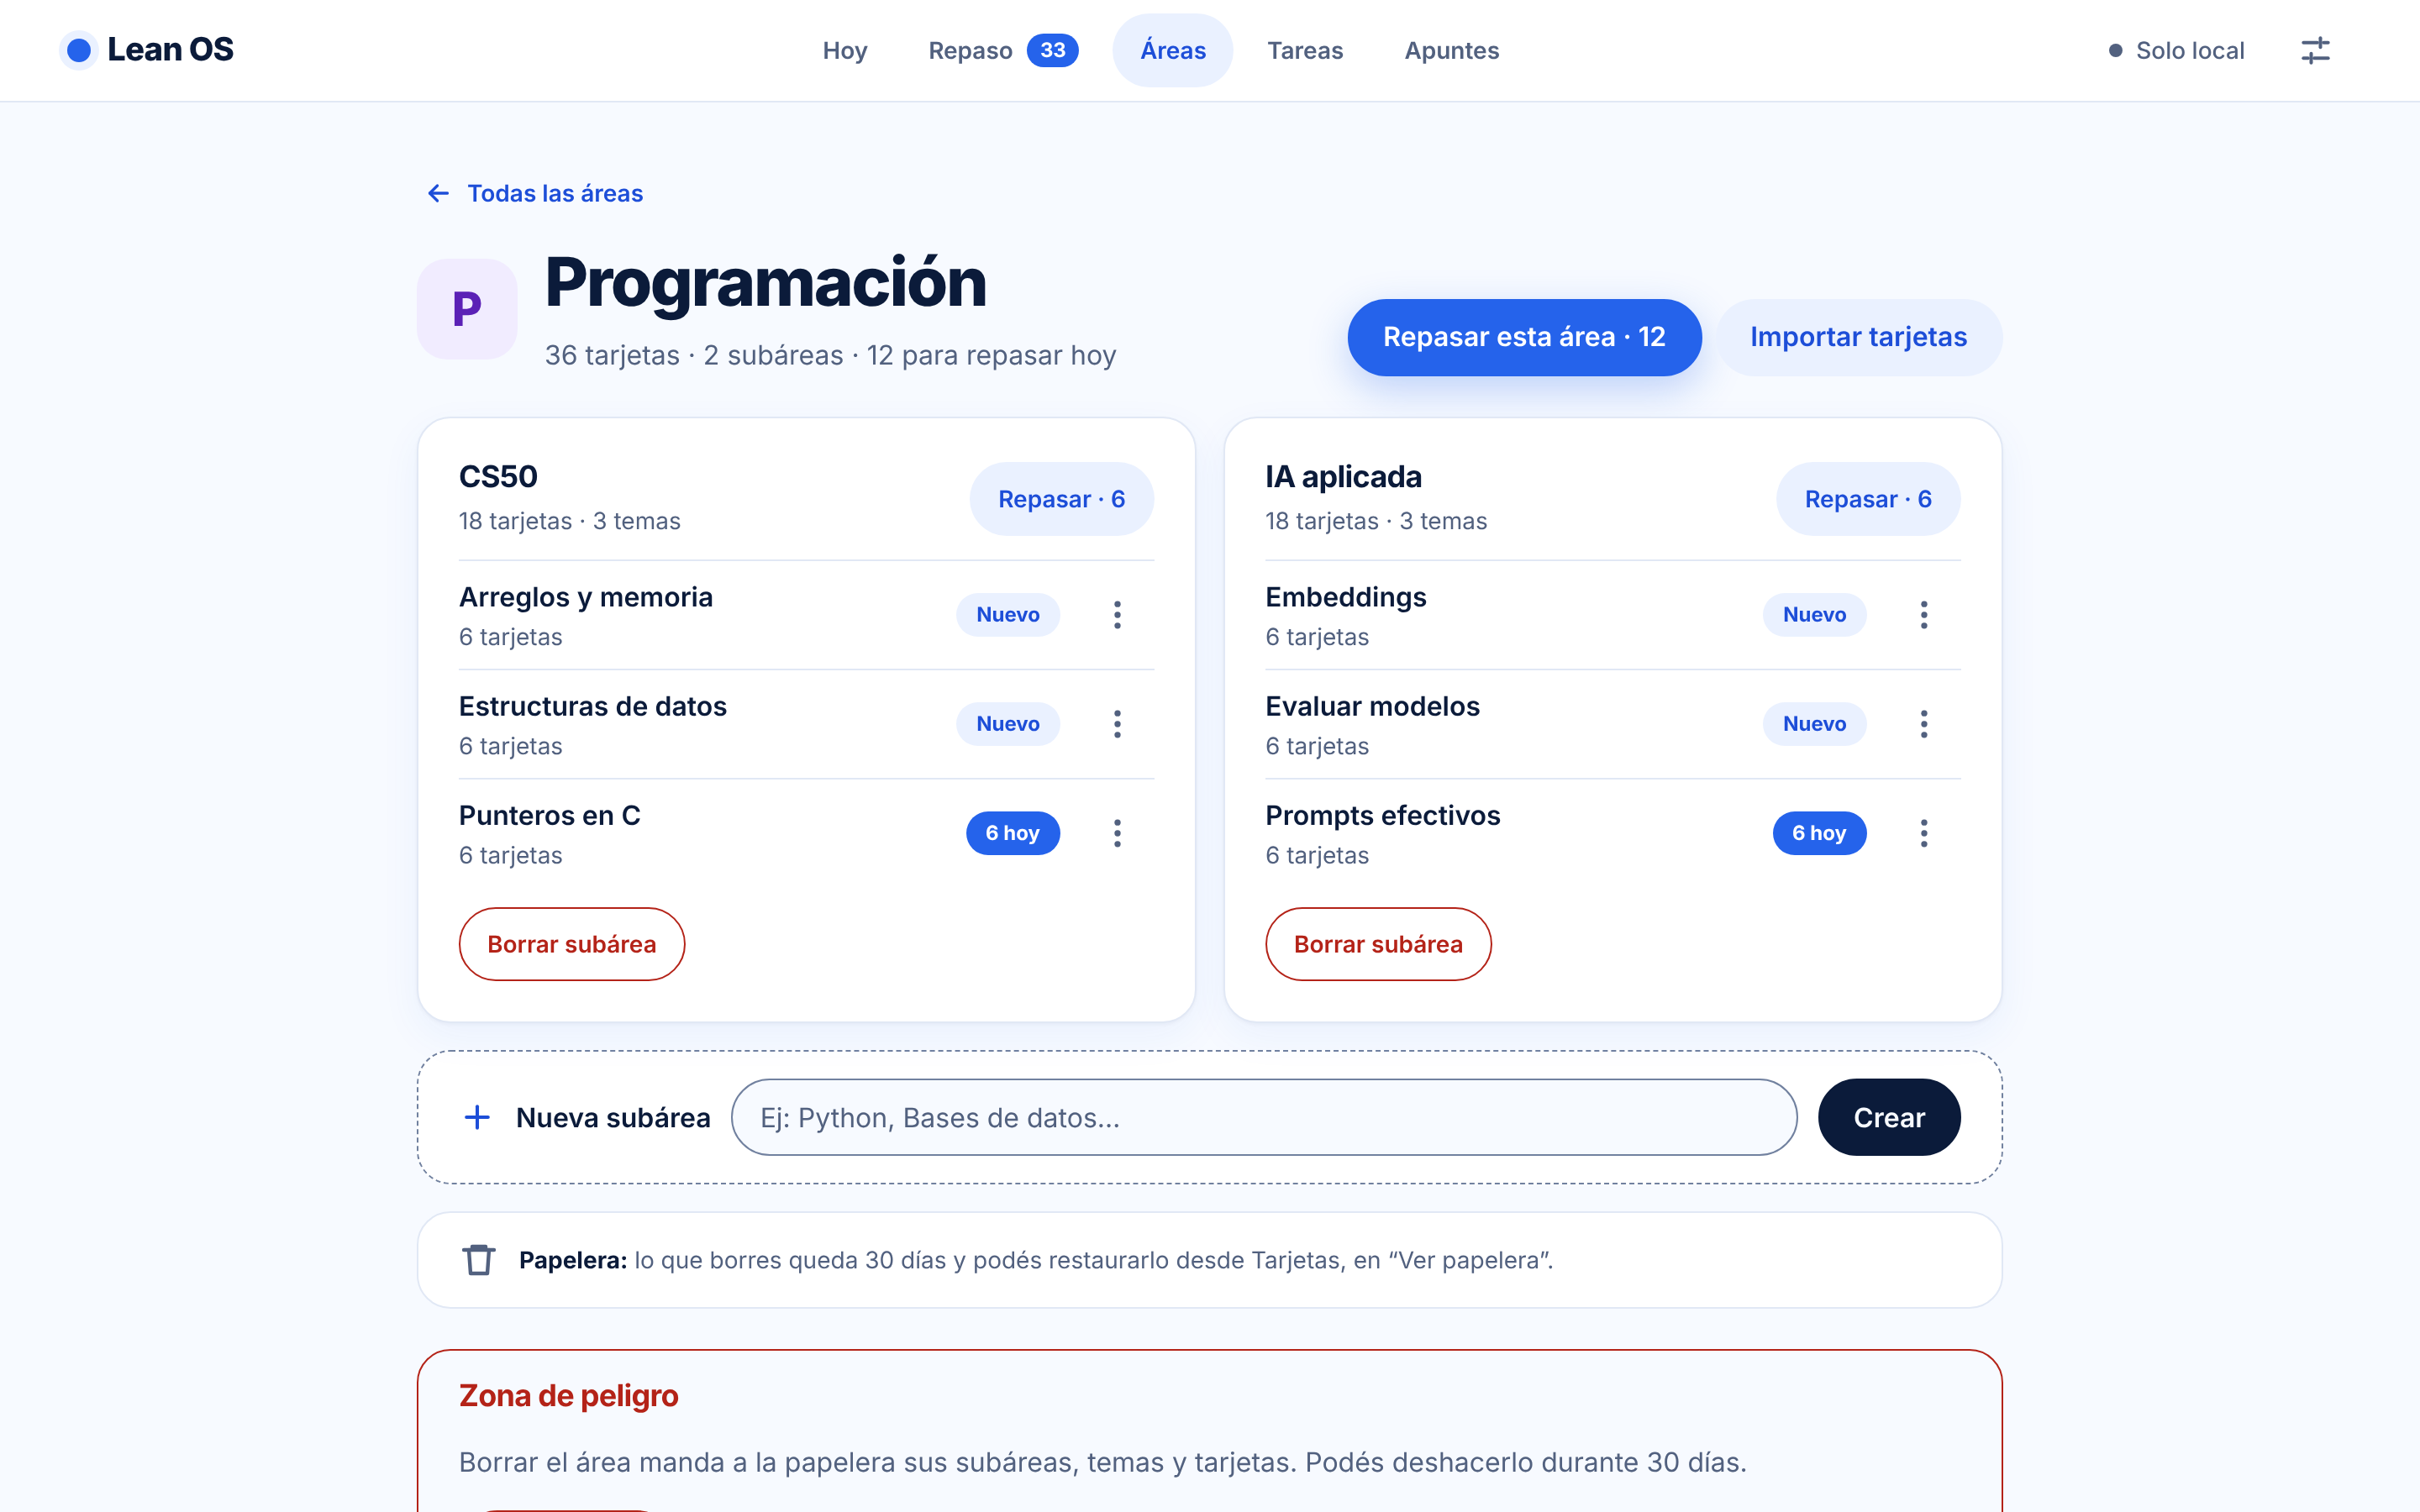 Lean OS
Hoy
Repaso 33
Áreas
Tareas
Apuntes
Solo local
Todas las áreas
P
Programación
36 tarjetas · 2 subáreas · 12 para repasar hoy
Repasar esta área · 12
Importar tarjetas
CS50
18 tarjetas · 3 temas
Repasar · 6
Arreglos y memoria
6 tarjetas
Nuevo
Estructuras de datos
6 tarjetas
Nuevo
Punteros en C
6 tarjetas
6 hoy
Borrar subárea
IA aplicada
18 tarjetas · 3 temas
Repasar · 6
Embeddings
6 tarjetas
Nuevo
Evaluar modelos
6 tarjetas
Nuevo
Prompts efectivos
6 tarjetas
6 hoy
Borrar subárea
Nueva subárea
Ej: Python, Bases de datos...
Crear
Papelera: lo que borres queda 30 días y podés restaurarlo desde Tarjetas, en “Ver papelera”.
Zona de peligro
Borrar el área manda a la papelera sus subáreas, temas y tarjetas. Podés deshacerlo durante 30 días.